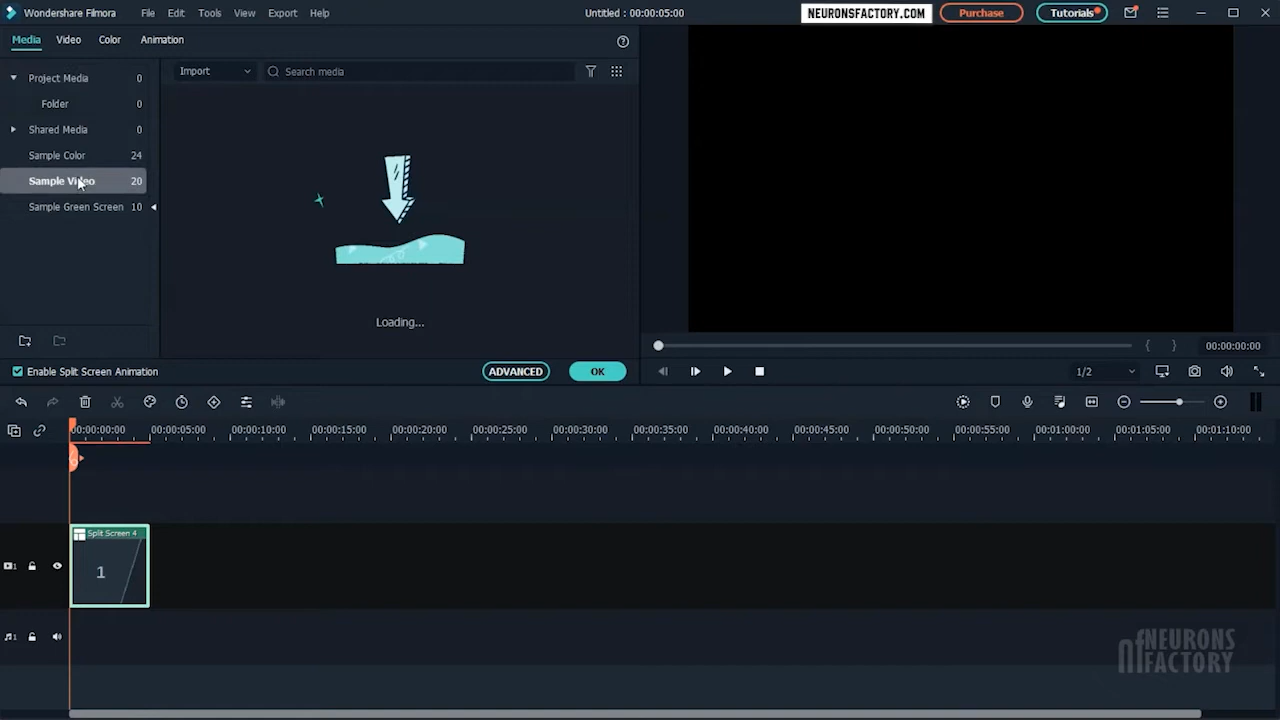 Wondershare Filmora File Edit Tools View Export Help Untitled : 00:00:05:00 NEURONSFACTORY.COM Purchase Tutorials
Media Video Color Animation
Import Search media
Project Media 0
Folder 0
Shared Media 0
Sample Color 24
Sample Video 20
Sample Green Screen 10
Loading...
00:00:00:00
Enable Split Screen Animation ADVANCED OK 1/2
00:00:00:00 00:00:05:00 00:00:10:00 00:00:15:00 00:00:20:00 00:00:25:00 00:00:30:00 00:00:35:00 00:00:40:00 00:00:45:00 00:00:50:00 00:00:55:00 00:01:00:00 00:01:05:00 00:01:10:00
Split Screen 4
1
1
1
nf NEURONS
FACTORY